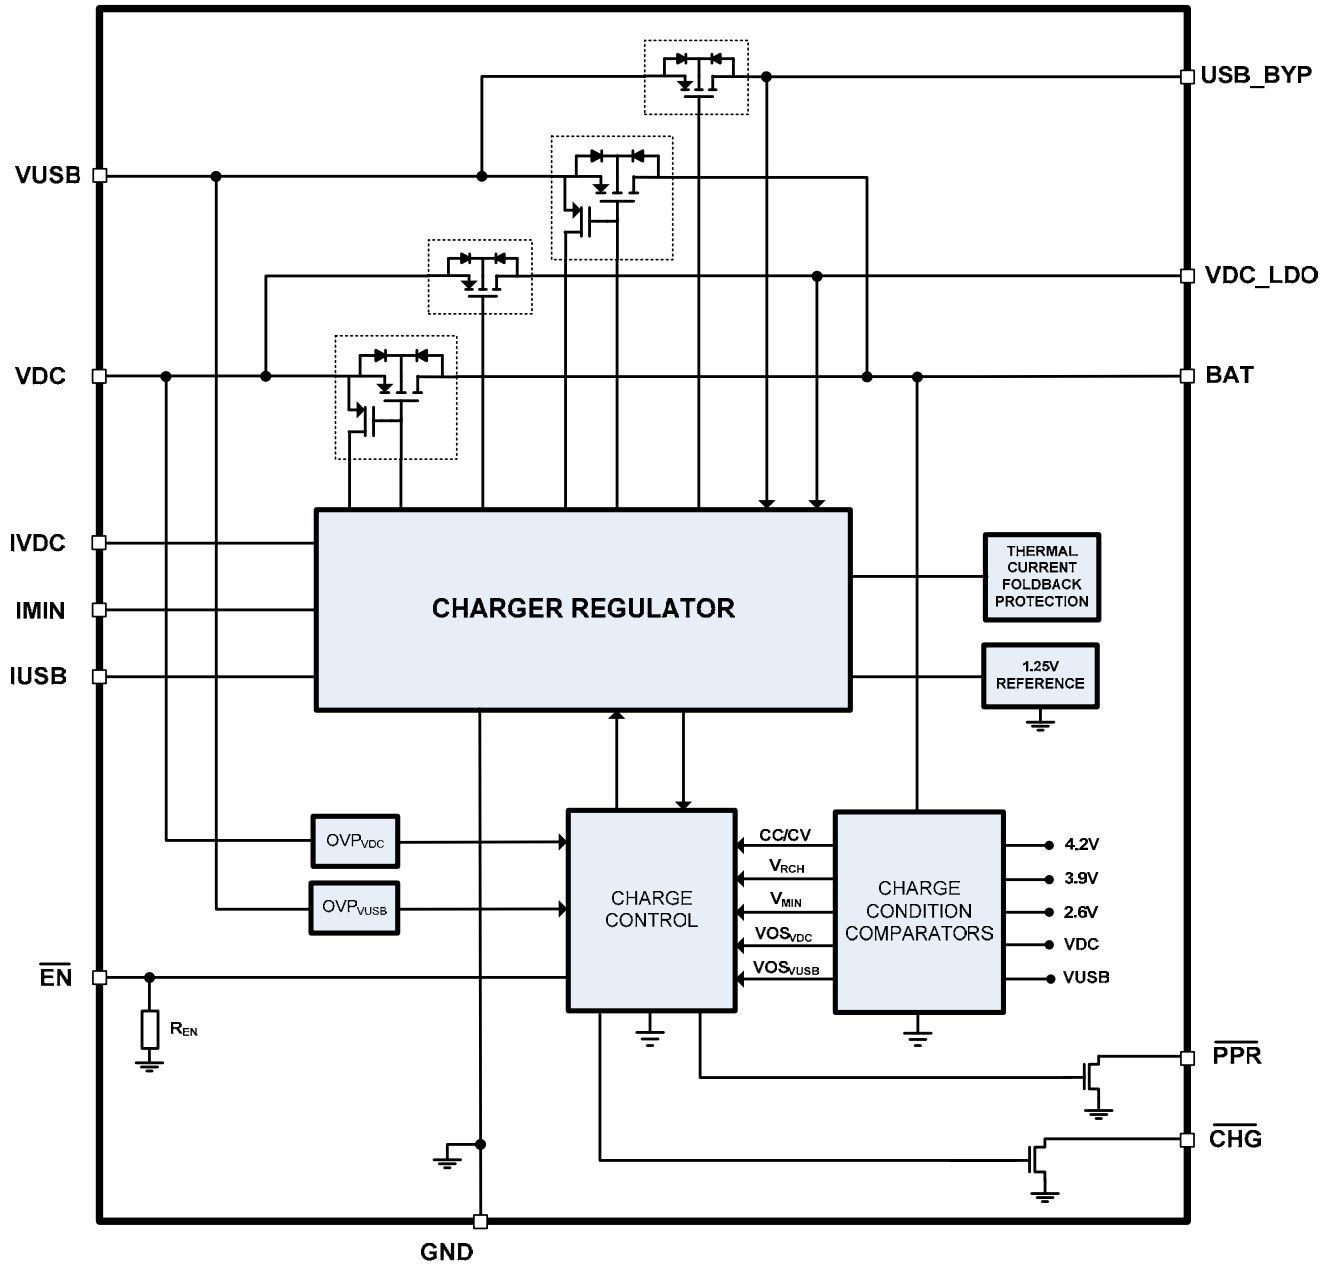 USB_BYP
VUSB
VDC_LDO
VDC
BAT
IVDC
THERMAL
CURRENT
FOLDBACK
PROTECTION
IMIN
CHARGER REGULATOR
IUSB
1.25V
REFERENCE
OVPVDC
OVPVUSB
CHARGE
CONTROL
CC/CV
VRCH
VMIN
VOSVDC
VOSVUSB
CHARGE
CONDITION
COMPARATORS
4.2V
3.9V
2.6V
VDC
VUSB
EN
REN
PPR
CHG
GND